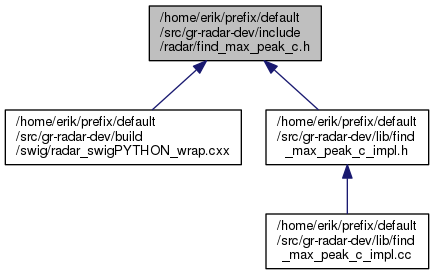 /home/erik/prefix/default
/src/gr-radar-dev/include
/radar/find_max_peak_c.h
/home/erik/prefix/default
/src/gr-radar-dev/build
/swig/radar_swigPYTHON_wrap.cxx
/home/erik/prefix/default
/src/gr-radar-dev/lib/find
_max_peak_c_impl.h
/home/erik/prefix/default
/src/gr-radar-dev/lib/find
_max_peak_c_impl.cc